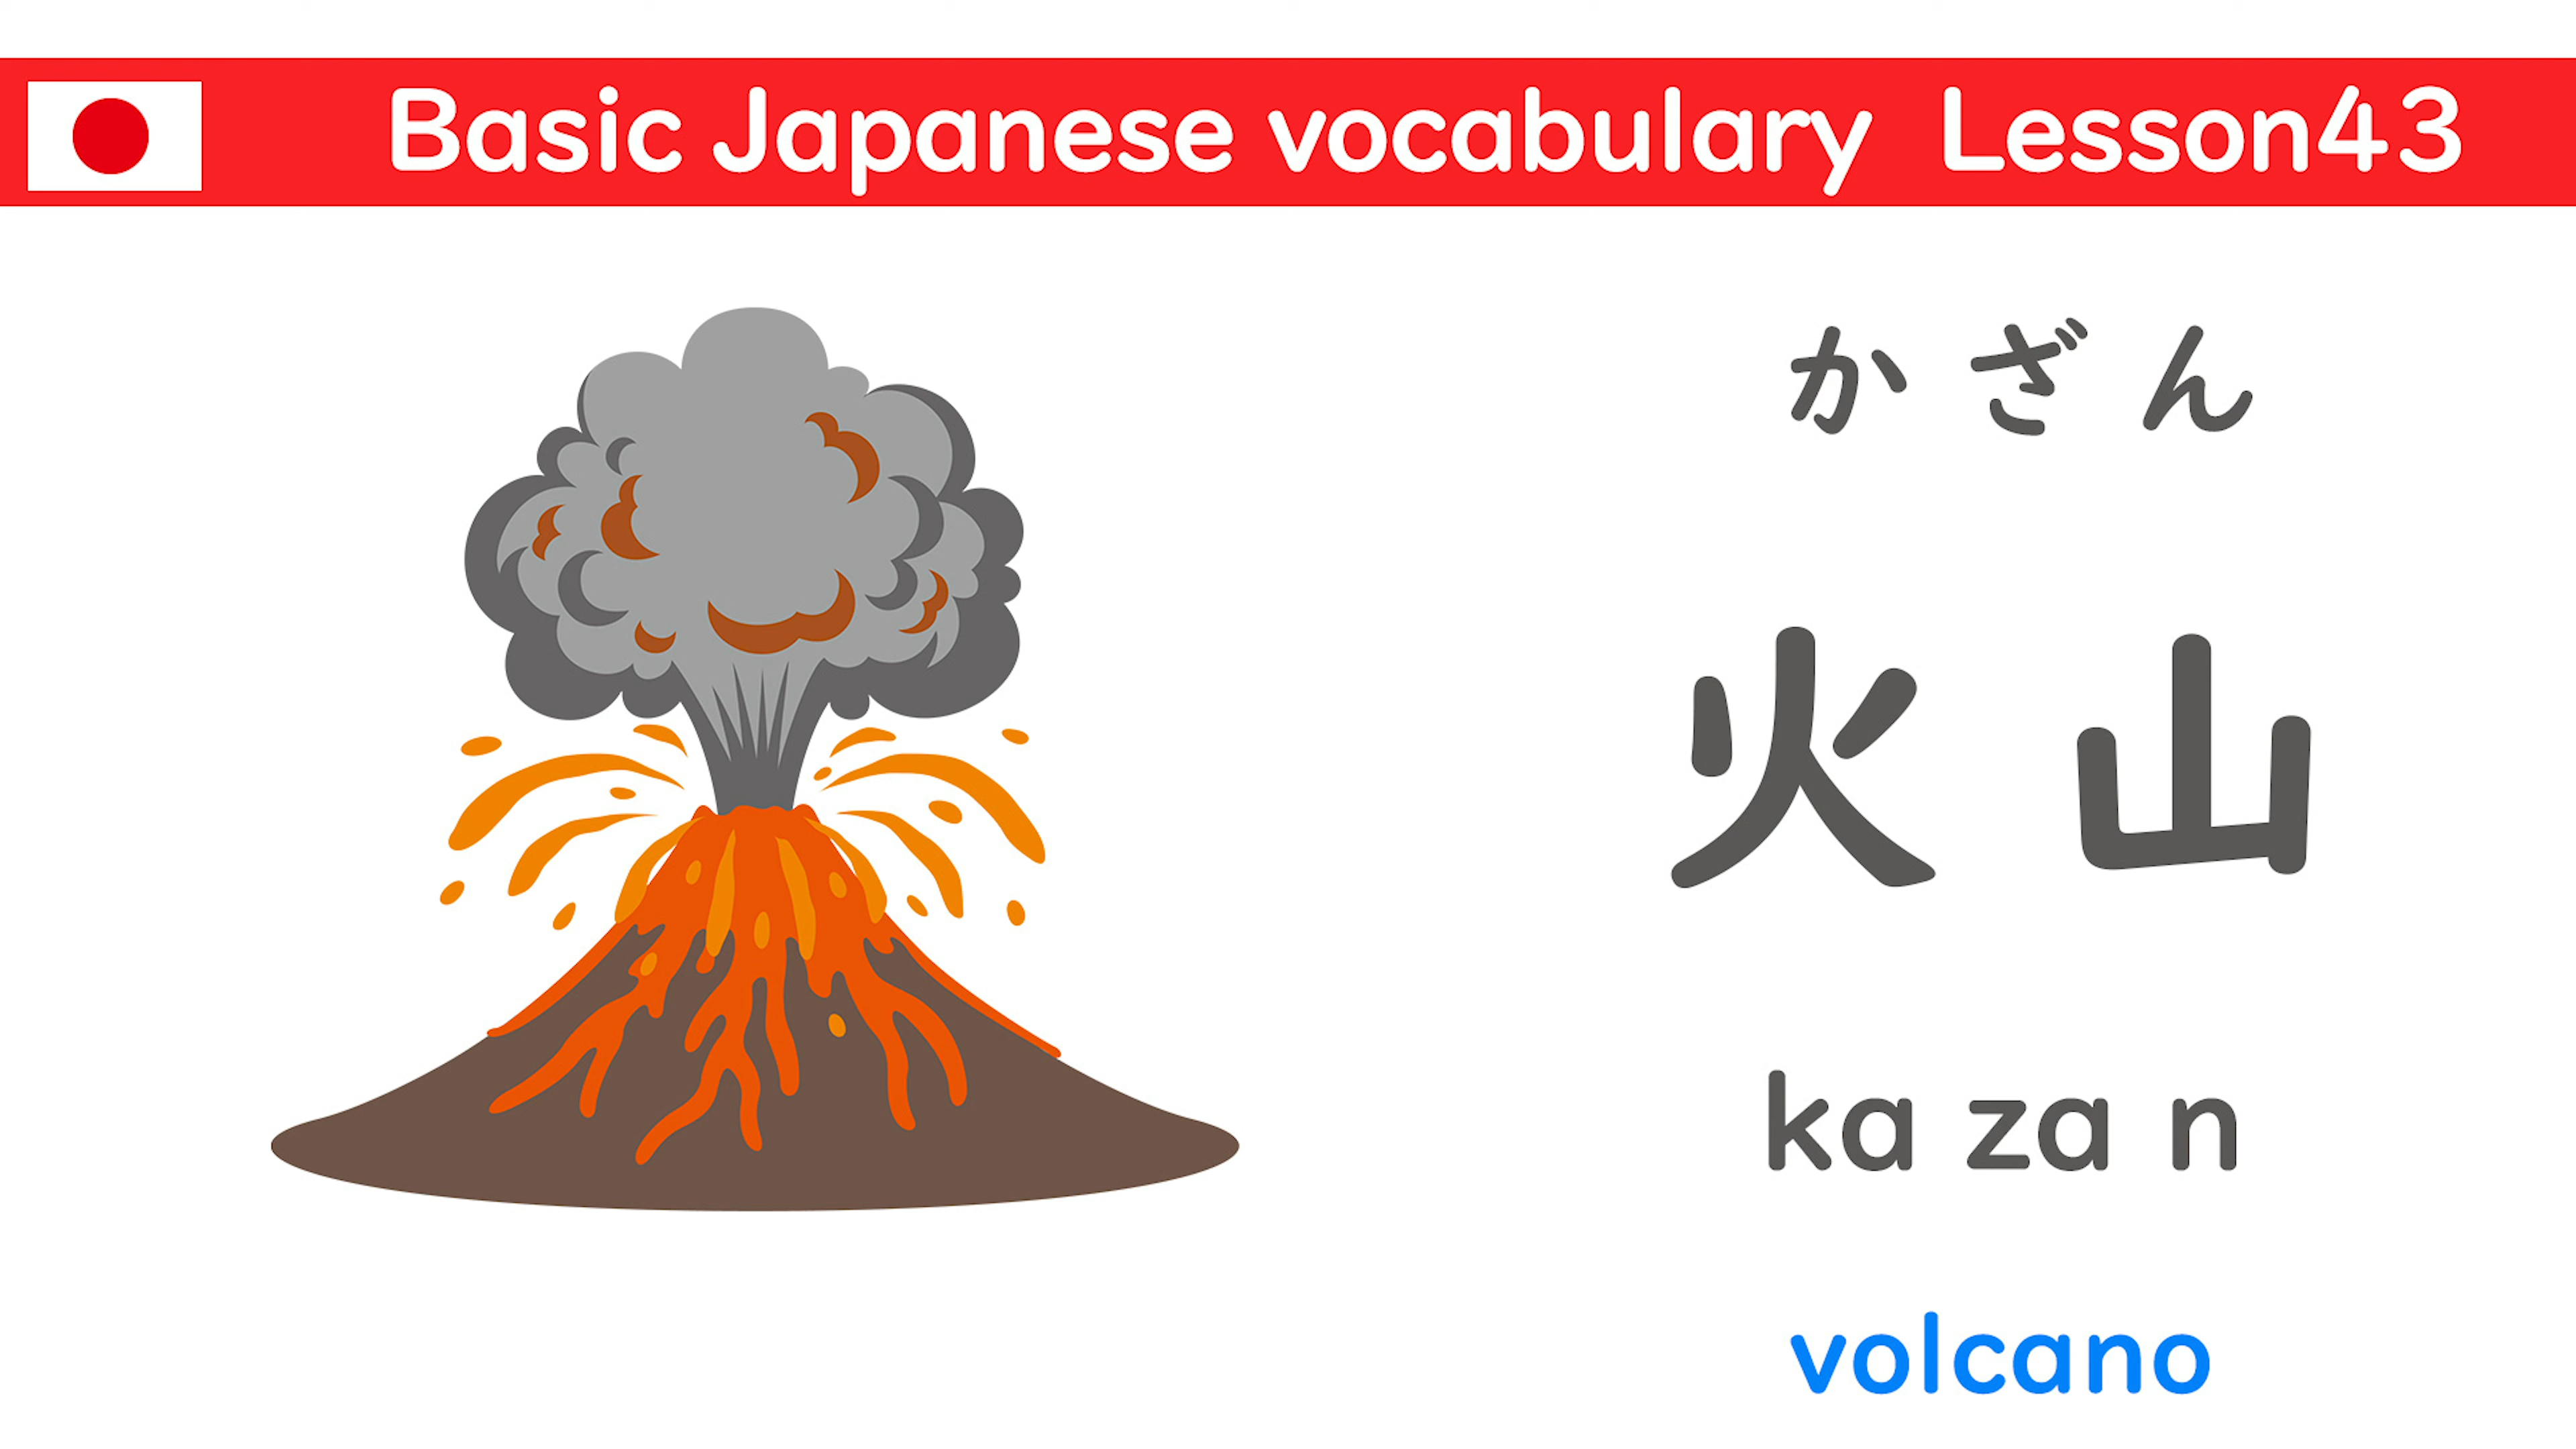 Basic Japanese vocabulary Lesson43
か ざ ん
火 山
ka za n
volcano